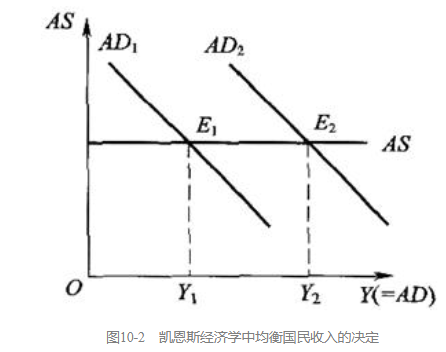 AS
AD₁
AD₂
E₁
E₂
AS
O
Y₁
Y₂
Y(=AD)
图10-2 凯恩斯经济学中均衡国民收入的决定